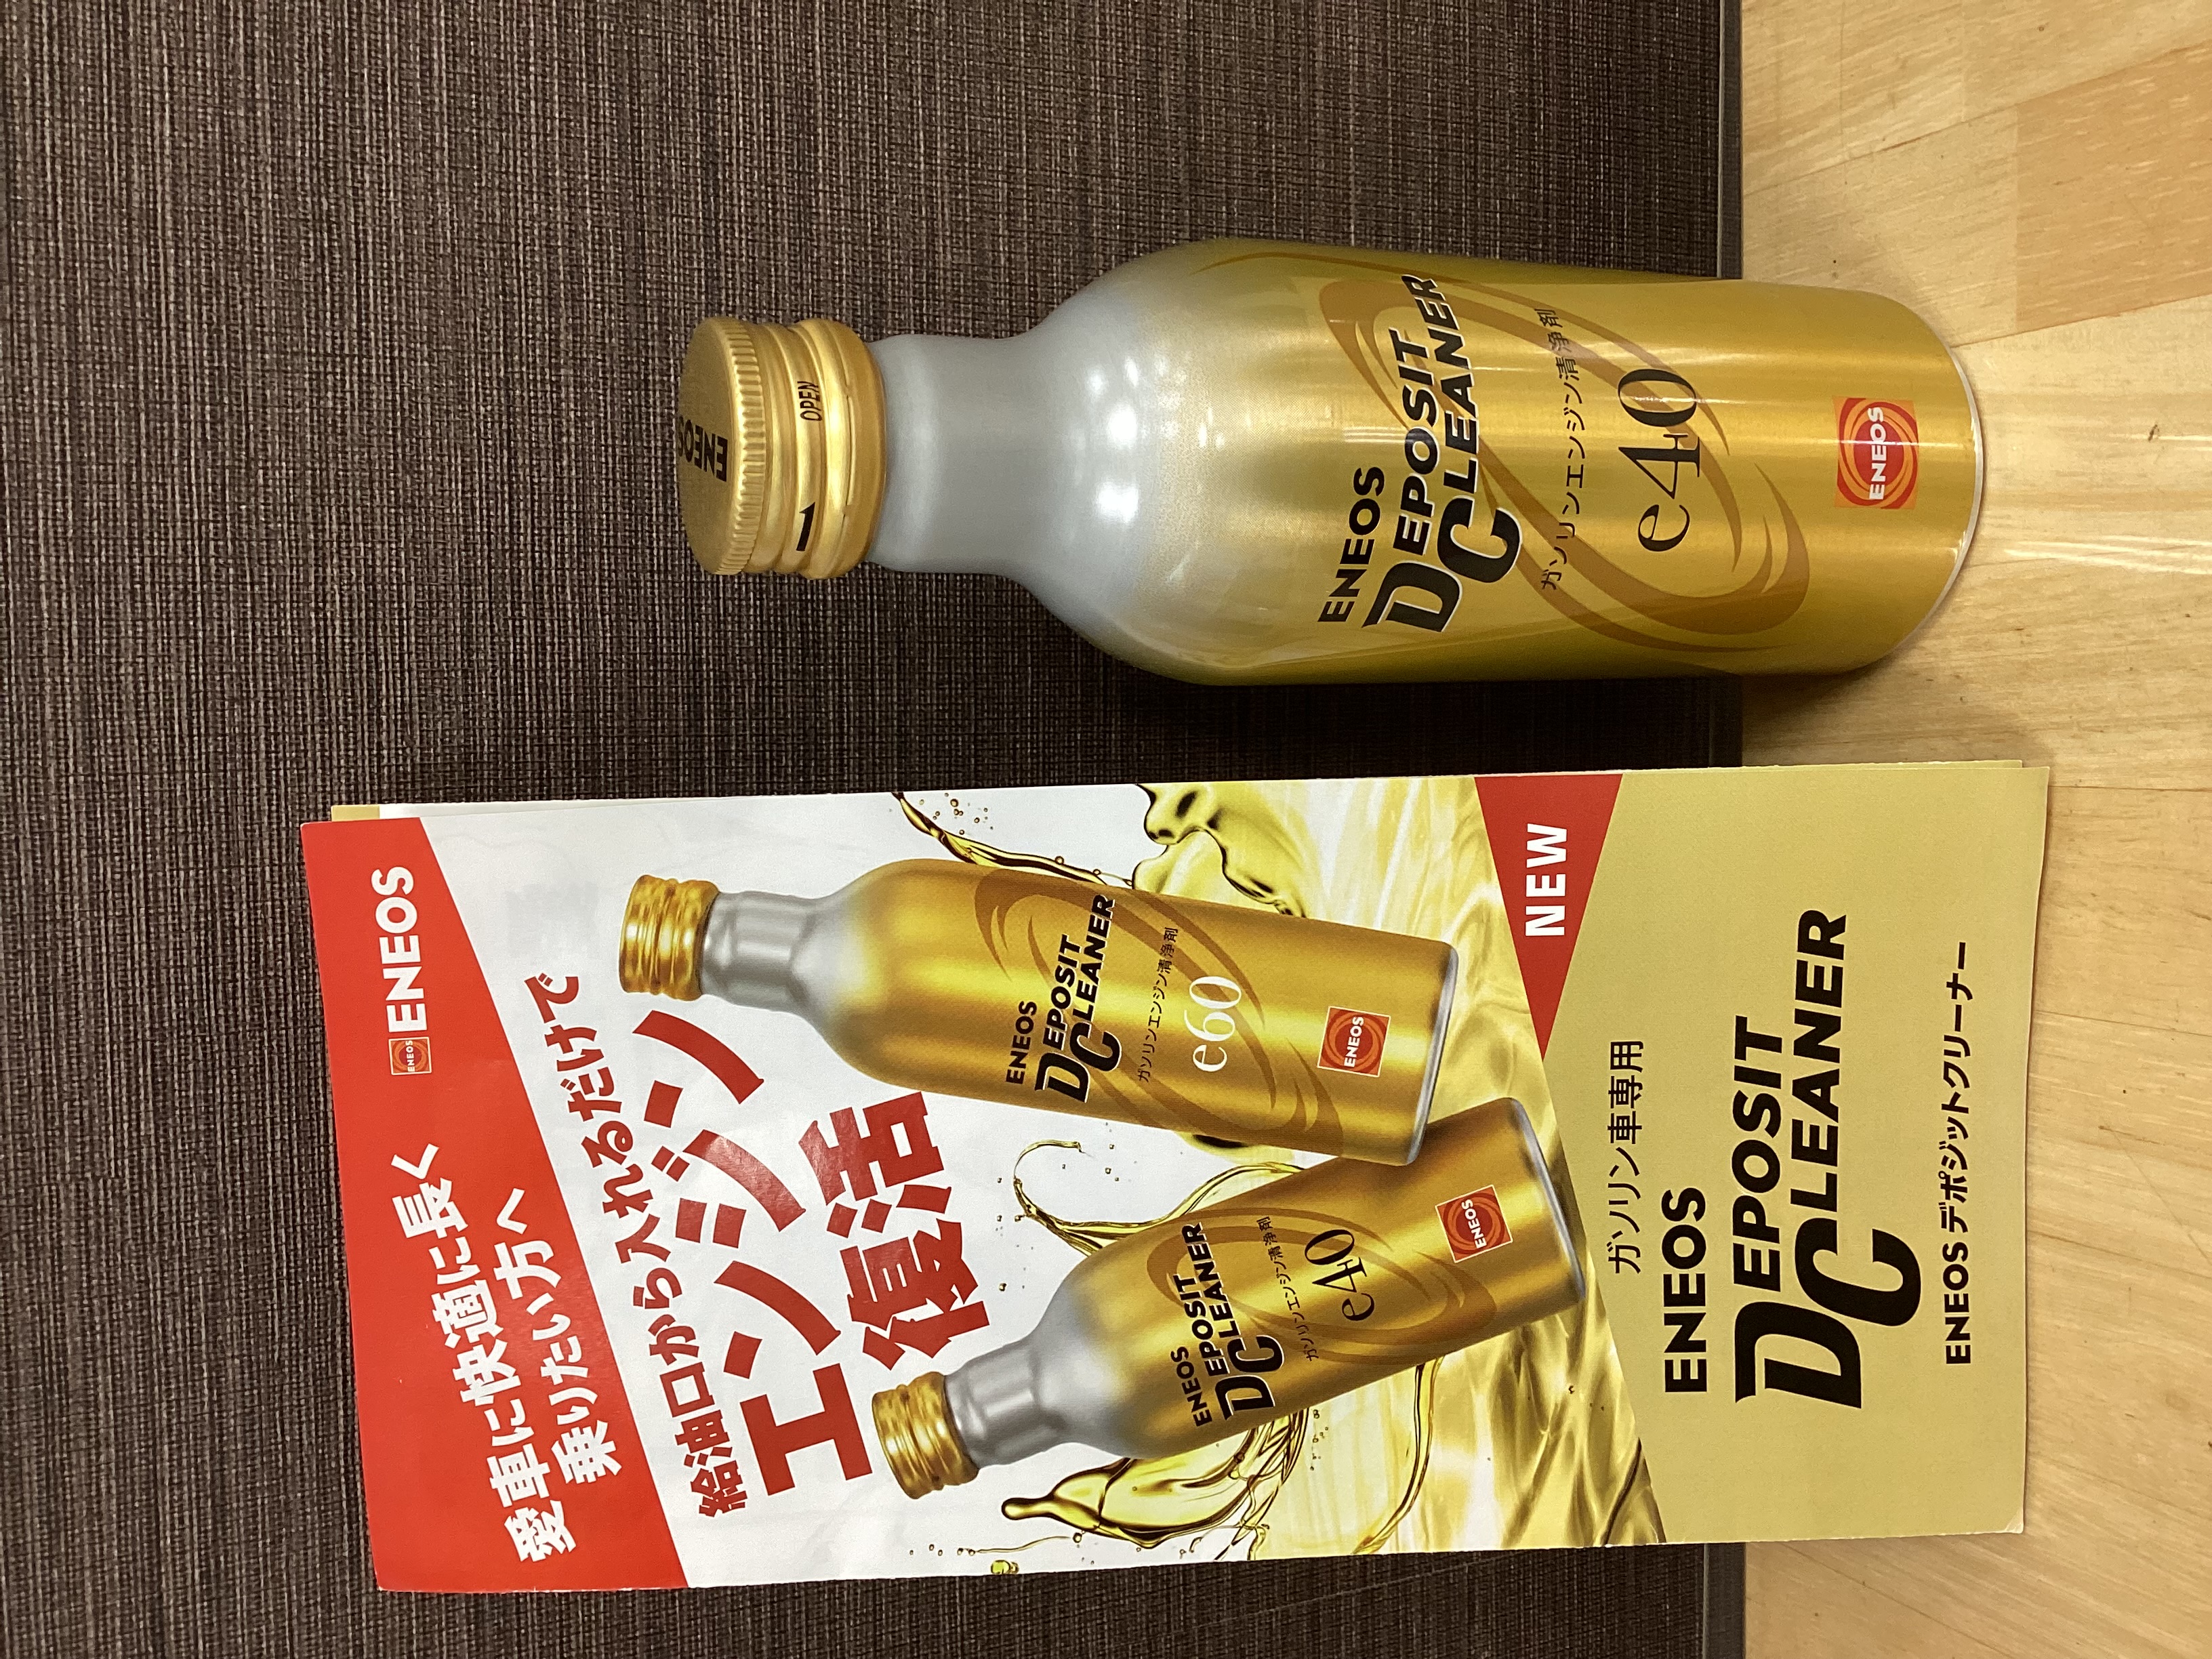 ENEOS
愛車に快適に長く
乗りたい方へ
給油口から入れるだけで
エンジン
復活
ENEOS
DEPOSIT
CLEANER
ガソリンエンジン清浄剤
e40
ENEOS
ENEOS
DEPOSIT
CLEANER
ガソリンエンジン清浄剤
e60
ENEOS
NEW
ガソリン車専用
ENEOS
DEPOSIT
CLEANER
ENEOS デポジットクリーナー
ENEOS
OPEN
ENEOS
DEPOSIT
CLEANER
ガソリンエンジン清浄剤
e40
ENEOS